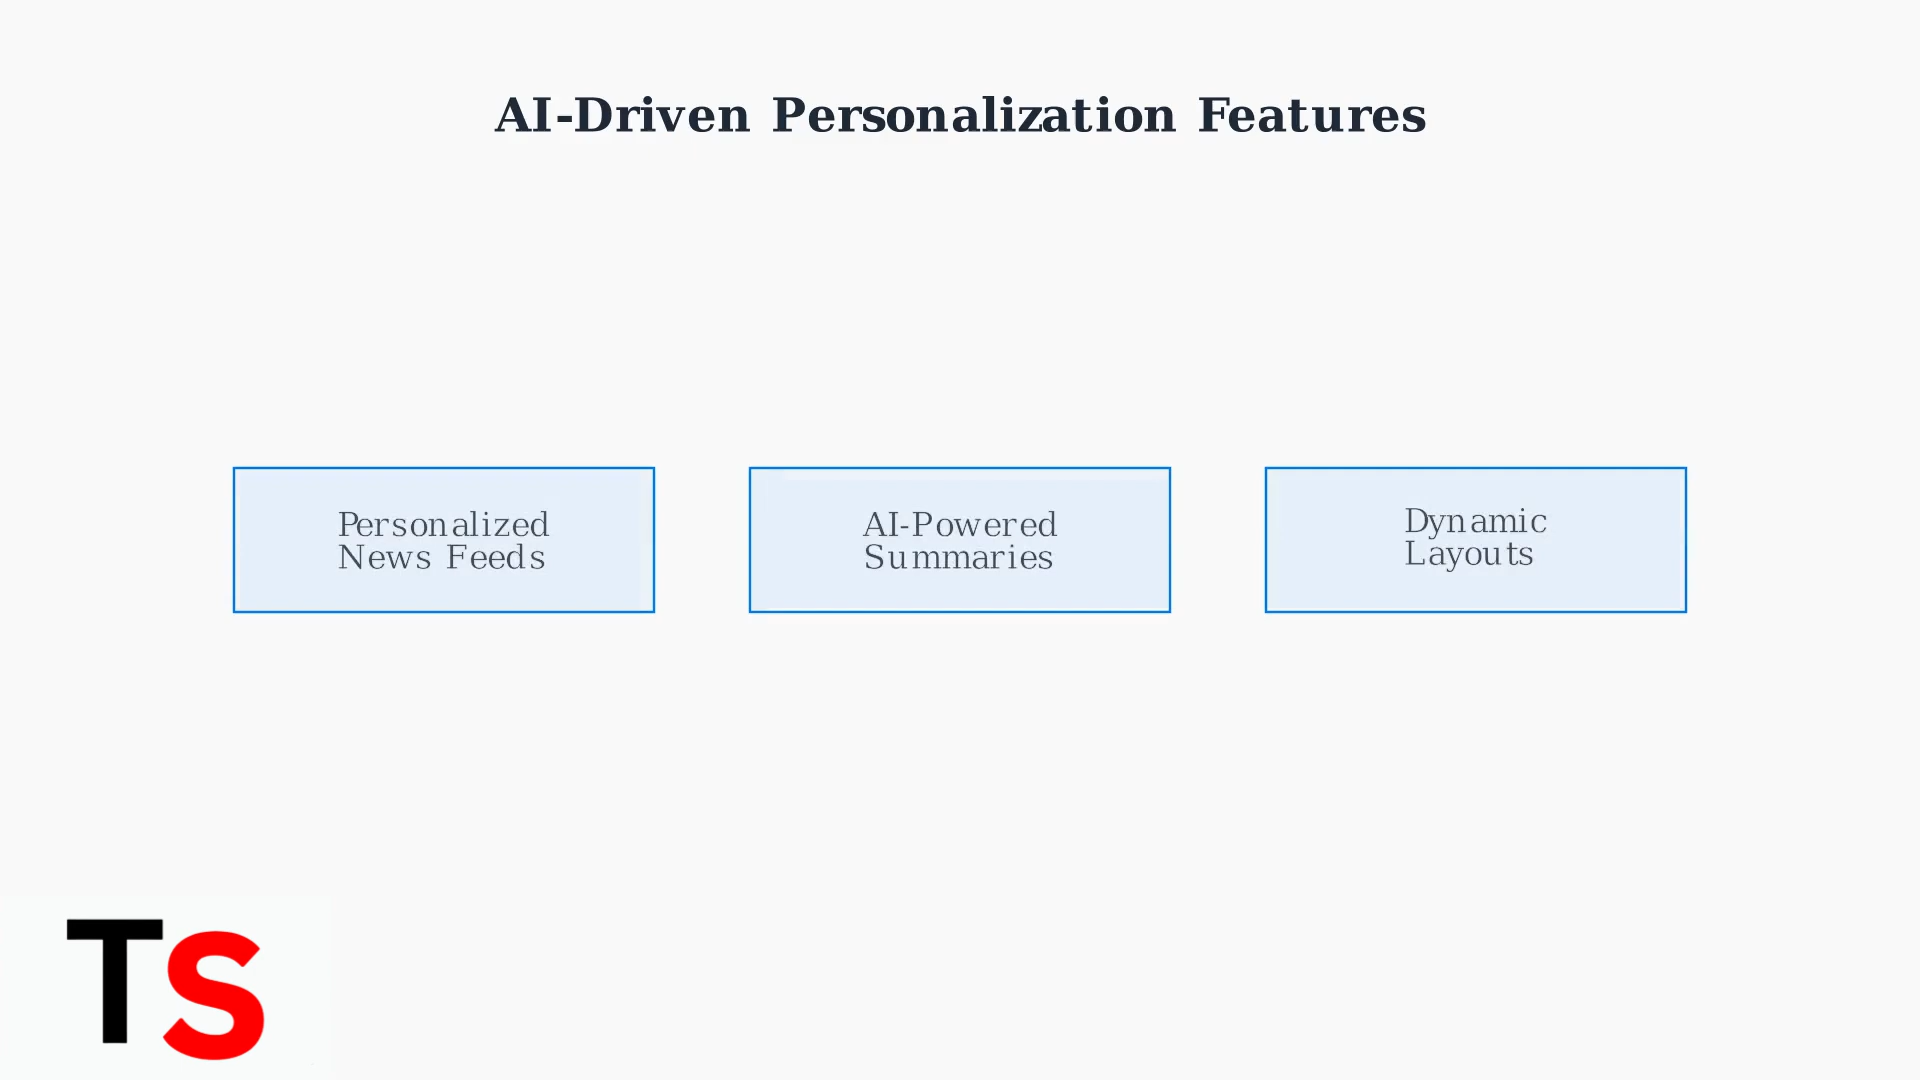 AI-Driven Personalization Features
Personalized
News Feeds
AI-Powered
Summaries
Dynamic
Layouts
TS